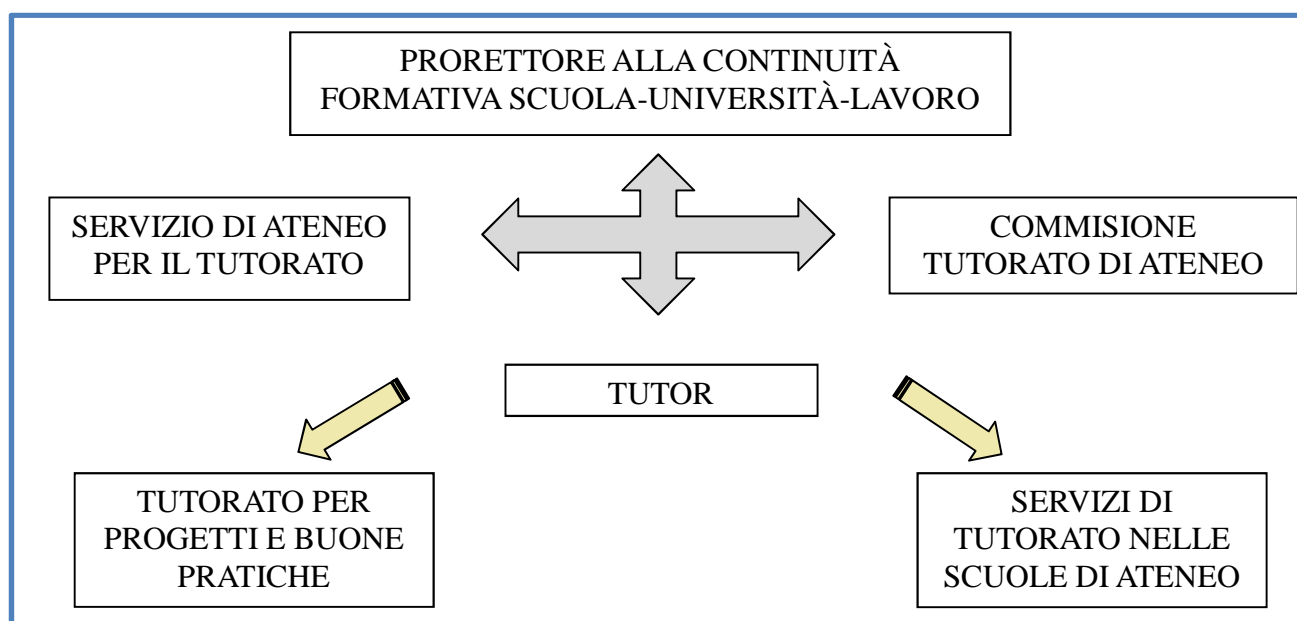 PRORETTORE ALLA CONTINUITÀ
FORMATIVA SCUOLA-UNIVERSITÀ-LAVORO
SERVIZIO DI ATENEO
PER IL TUTORATO
COMMISIONE
TUTORATO DI ATENEO
TUTOR
TUTORATO PER
PROGETTI E BUONE
PRATICHE
SERVIZI DI
TUTORATO NELLE
SCUOLE DI ATENEO